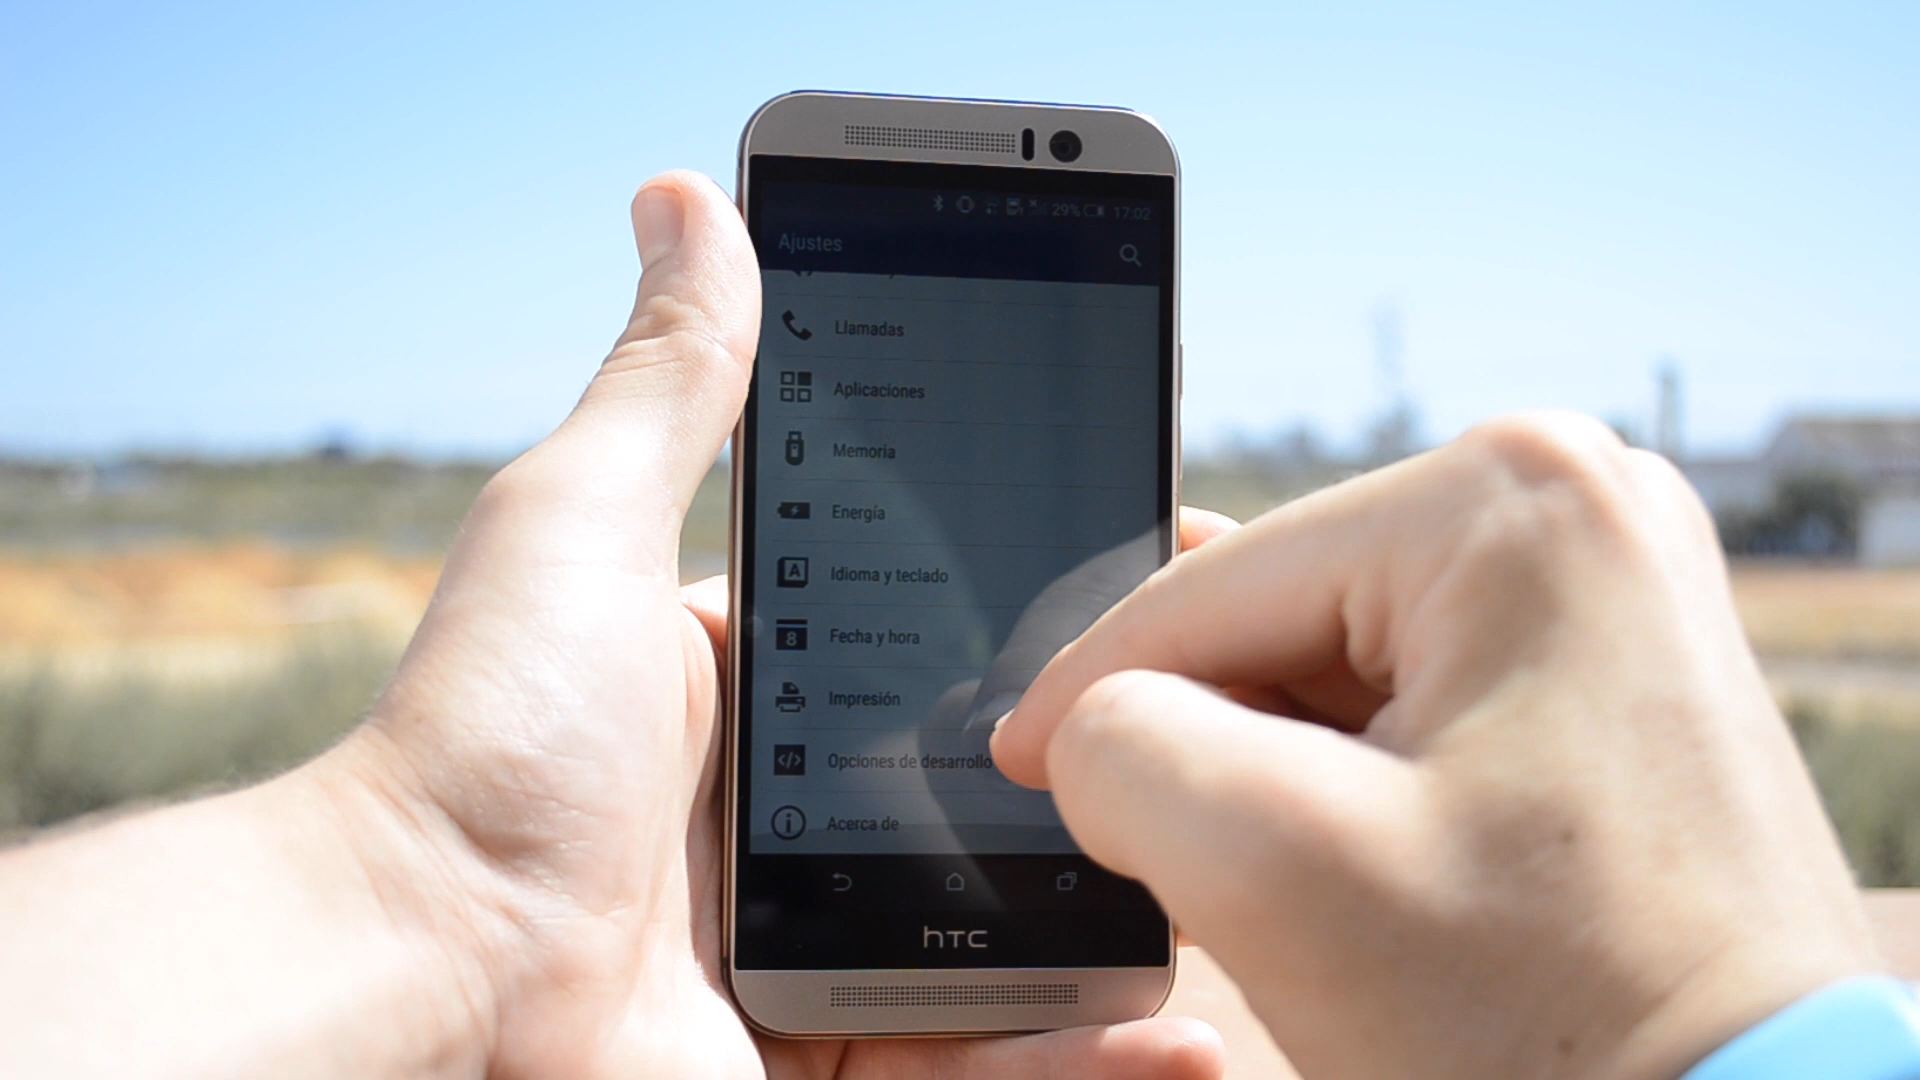 29% 17:02
Ajustes
Llamadas
Aplicaciones
Memoria
Energía
A Idioma y teclado
8 Fecha y hora
Impresión
</> Opciones de desarrollo
i Acerca de
hTC